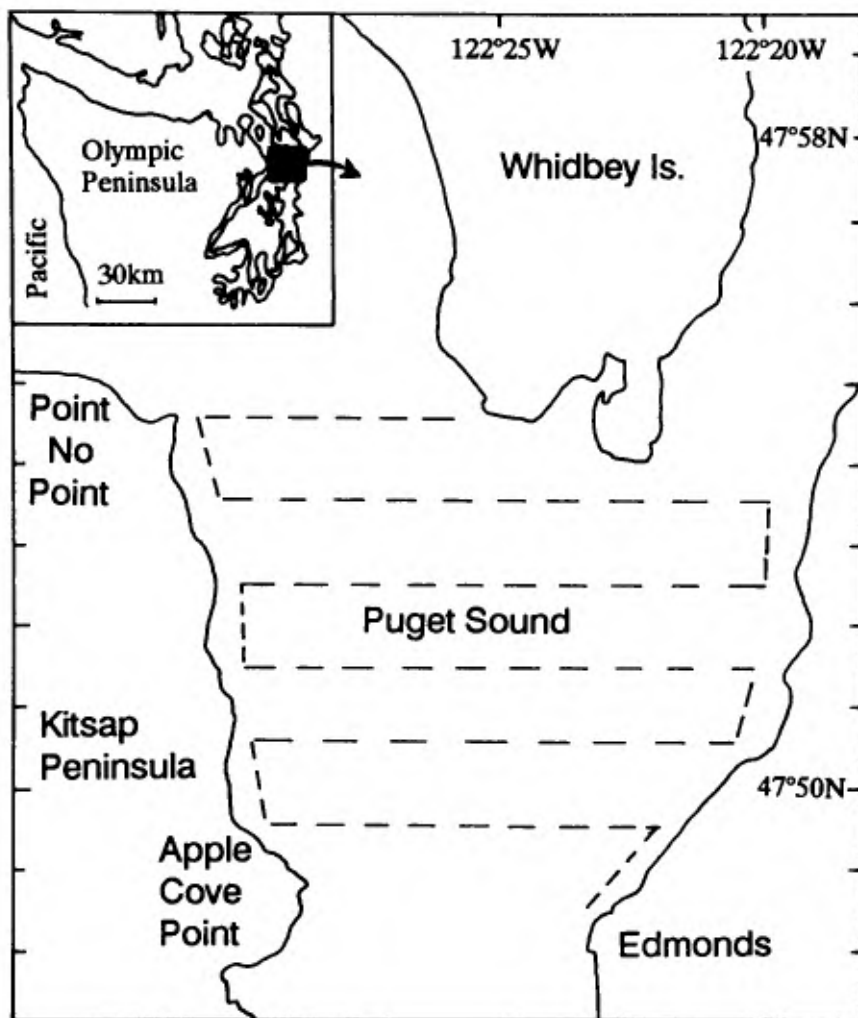 122°25W
122°20W
47°58N
Olympic
Peninsula
Pacific
30km
Whidbey Is.
Point
No
Point
Puget Sound
Kitsap
Peninsula
47°50N
Apple
Cove
Point
Edmonds